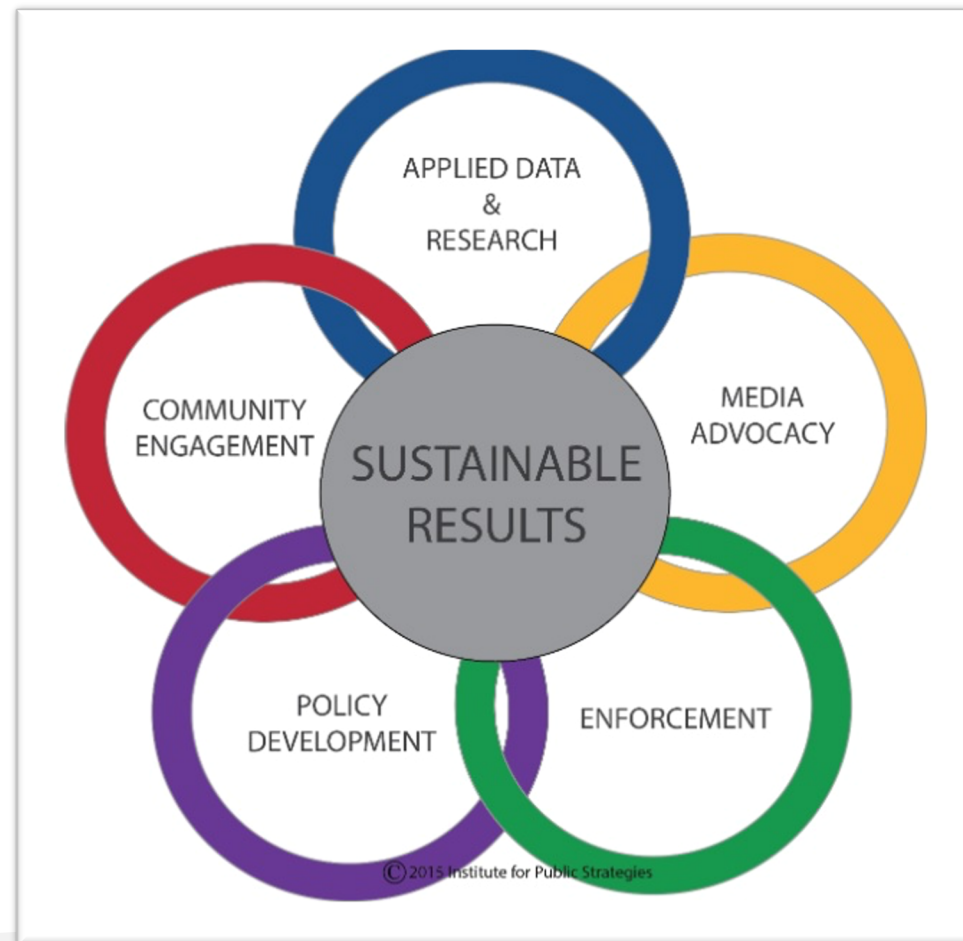 APPLIED DATA
&
RESEARCH
COMMUNITY
ENGAGEMENT
MEDIA
ADVOCACY
SUSTAINABLE
RESULTS
POLICY
DEVELOPMENT
ENFORCEMENT
© 2015 Institute for Public Strategies